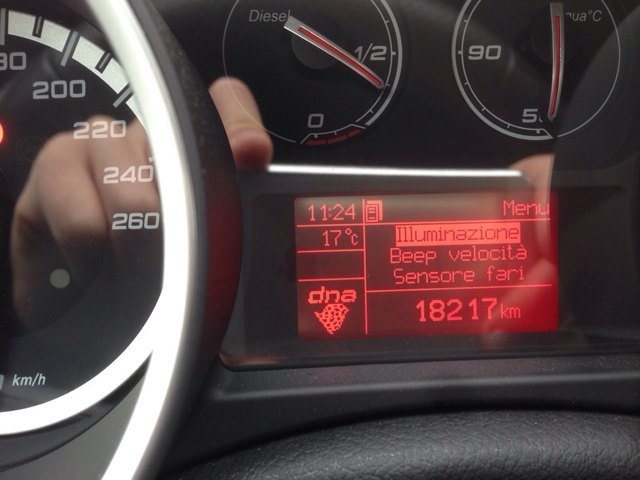 Diesel
1/2
0
90
200
220
240
260
km/h
11:24
Menu
17°c
Illuminazione
Beep velocità
Sensore fari
dna
18217 km